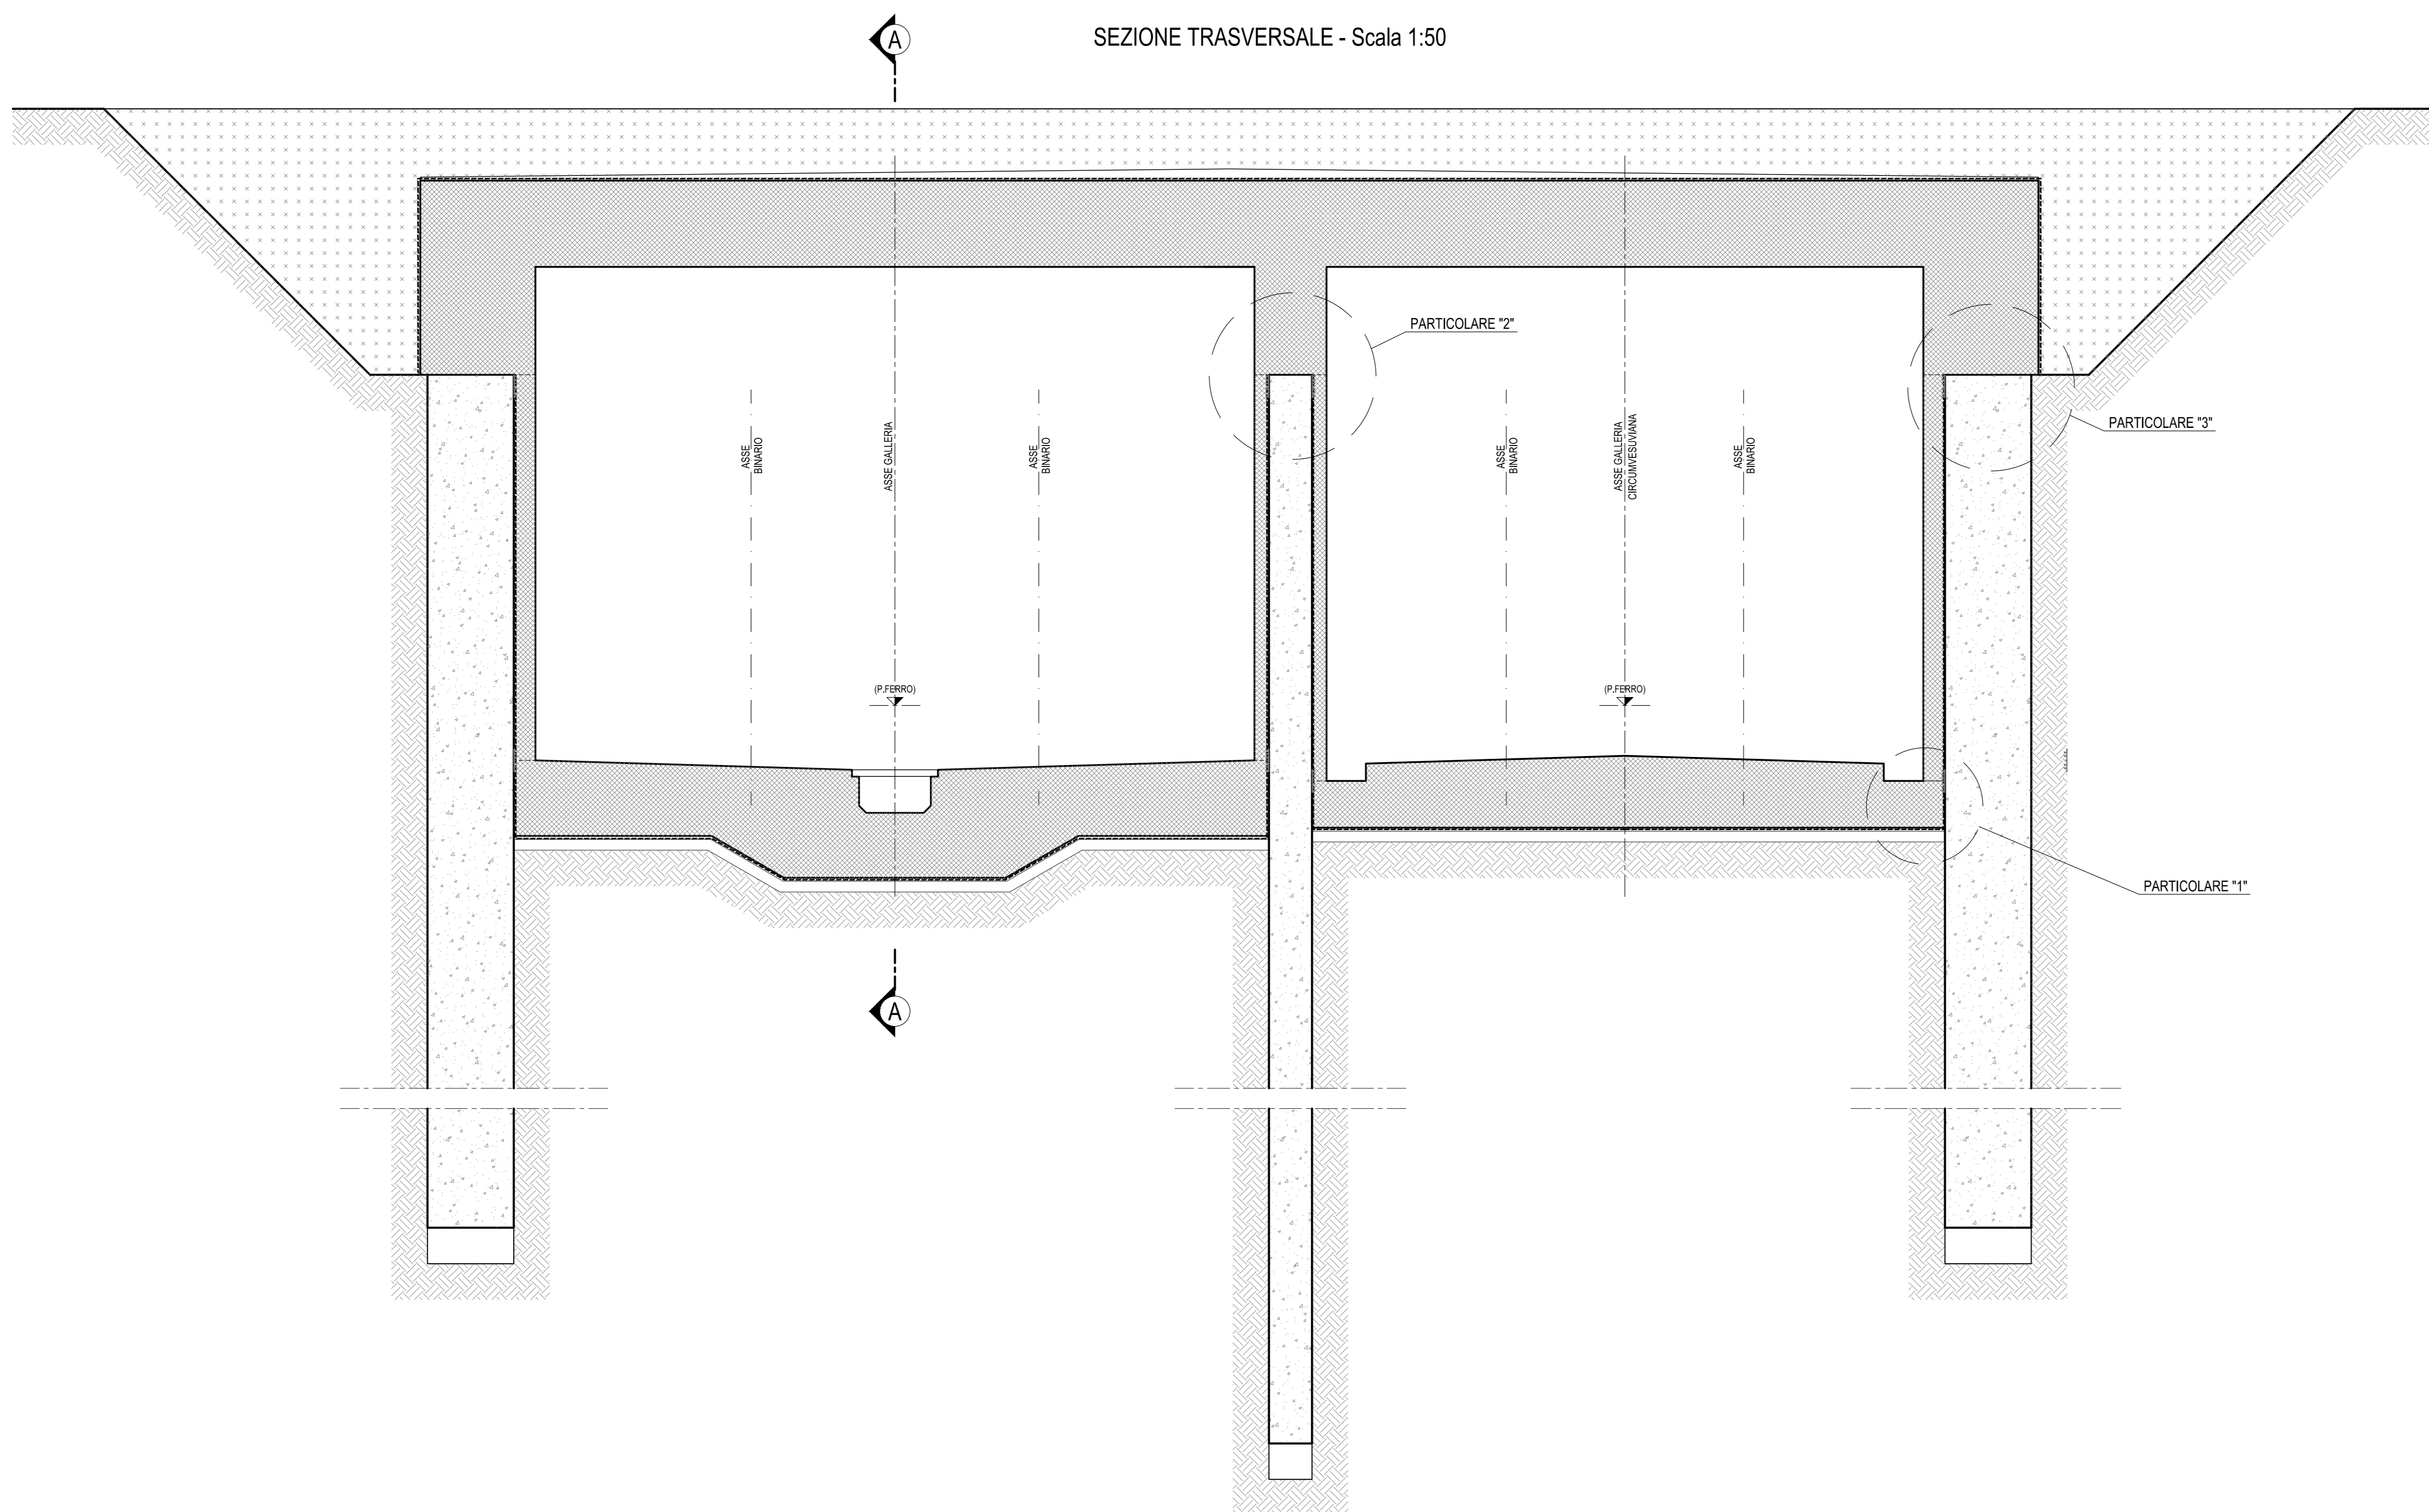 A
SEZIONE TRASVERSALE - Scala 1:50
PARTICOLARE "2"
PARTICOLARE "3"
ASSE
BINARIO
ASSE GALLERIA
ASSE
BINARIO
ASSE
BINARIO
ASSE GALLERIA
CIRCUMVESUVIANA
ASSE
BINARIO
(P.FERRO)
(P.FERRO)
PARTICOLARE "1"
A